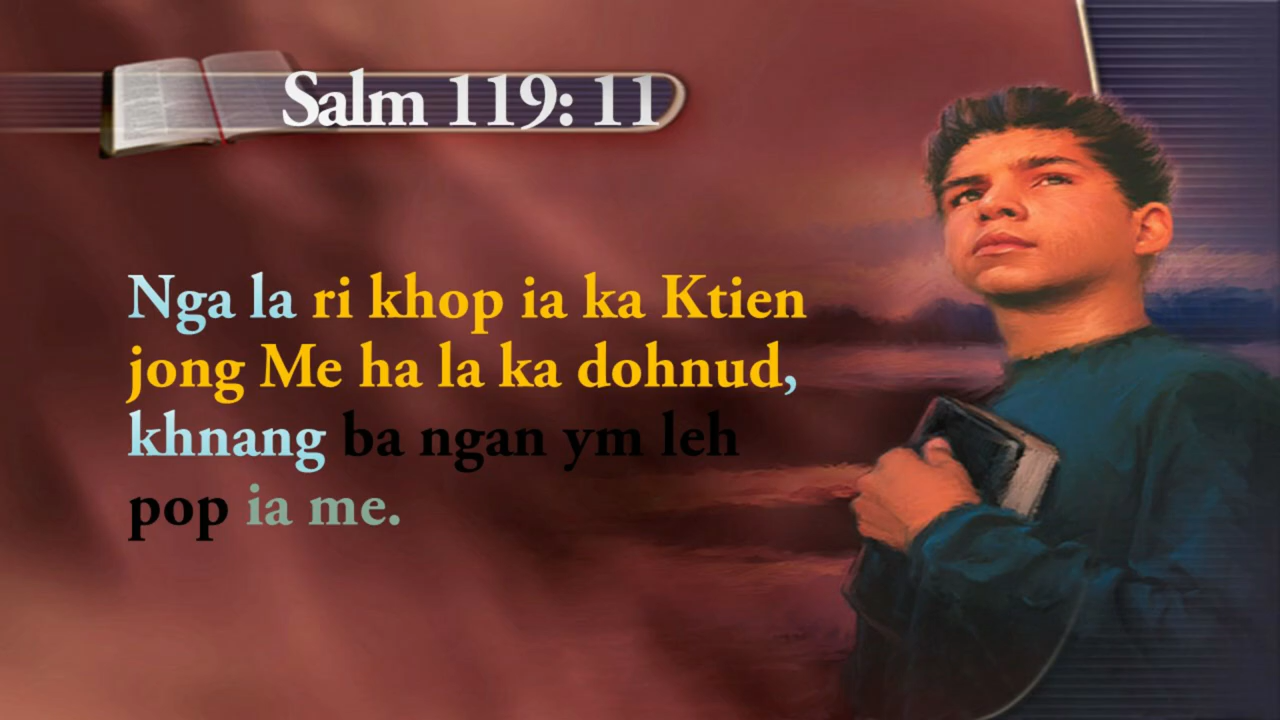 Salm 119: 11
Nga la ri khop ia ka Ktien
jong Me ha la ka dohnud,
khnang ba ngan ym leh
pop ia me.